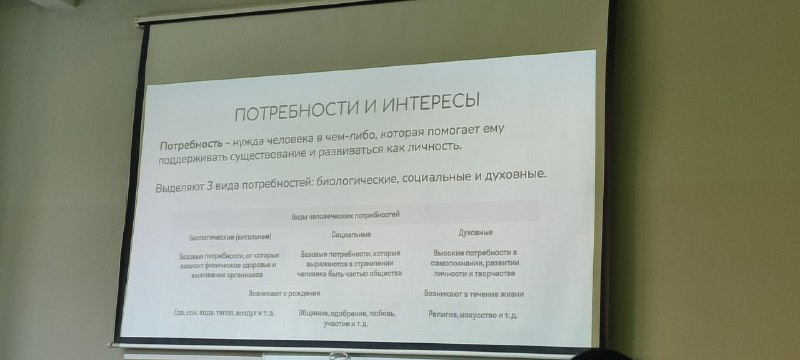 ПОТРЕБНОСТИ И ИНТЕРЕСЫ
Потребность - нужда человека в чем-либо, которая помогает ему
поддерживать существование и развиваться как личность.
Выделяют 3 вида потребностей: биологические, социальные и духовные.
Виды человеческих потребностей
Биологические (витальные)
Социальные
Духовные
Базовые потребности, от которых
зависит физическое здоровье и
выживание организмов
Базовые потребности, которые
выражаются в стремлении
человека быть частью общества
Высокие потребности в
самопознании, развитии
личности и творчестве
Возникают с рождения
Возникают в течение жизни
Еда, сон, вода, тепло, воздух и т. д.
Общение, одобрение, любовь,
участие и т. д.
Религия, искусство и т. д.